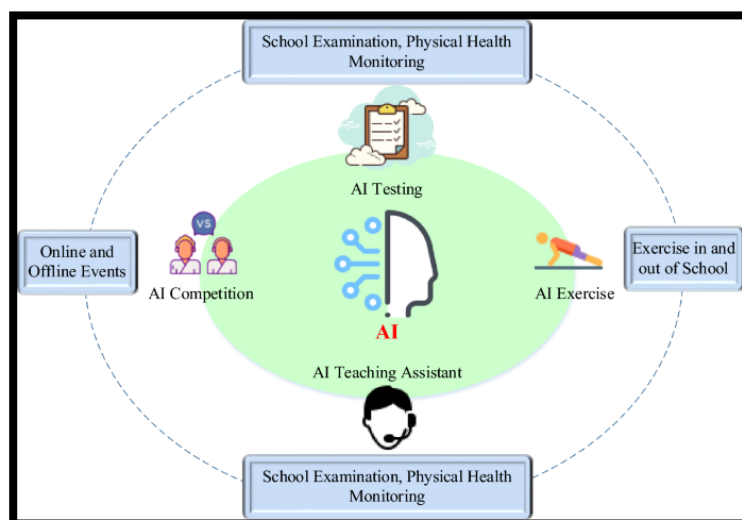 School Examination, Physical Health
Monitoring
AI Testing
VS
Online and
Offline Events
AI Competition
Exercise in and
out of School
AI Exercise
AI
AI Teaching Assistant
School Examination, Physical Health
Monitoring